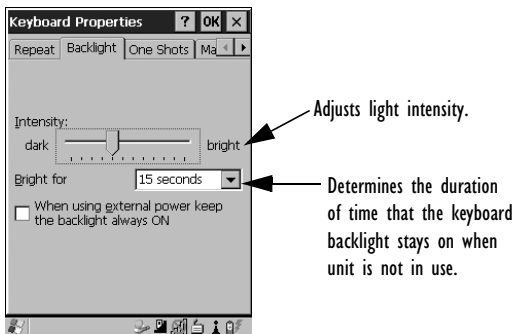 Keyboard Properties ? OK ×
Repeat Backlight One Shots Ma
Intensity:
dark bright
Adjusts light intensity.
Bright for 15 seconds
When using external power keep
the backlight always ON
Determines the duration
of time that the keyboard
backlight stays on when
unit is not in use.